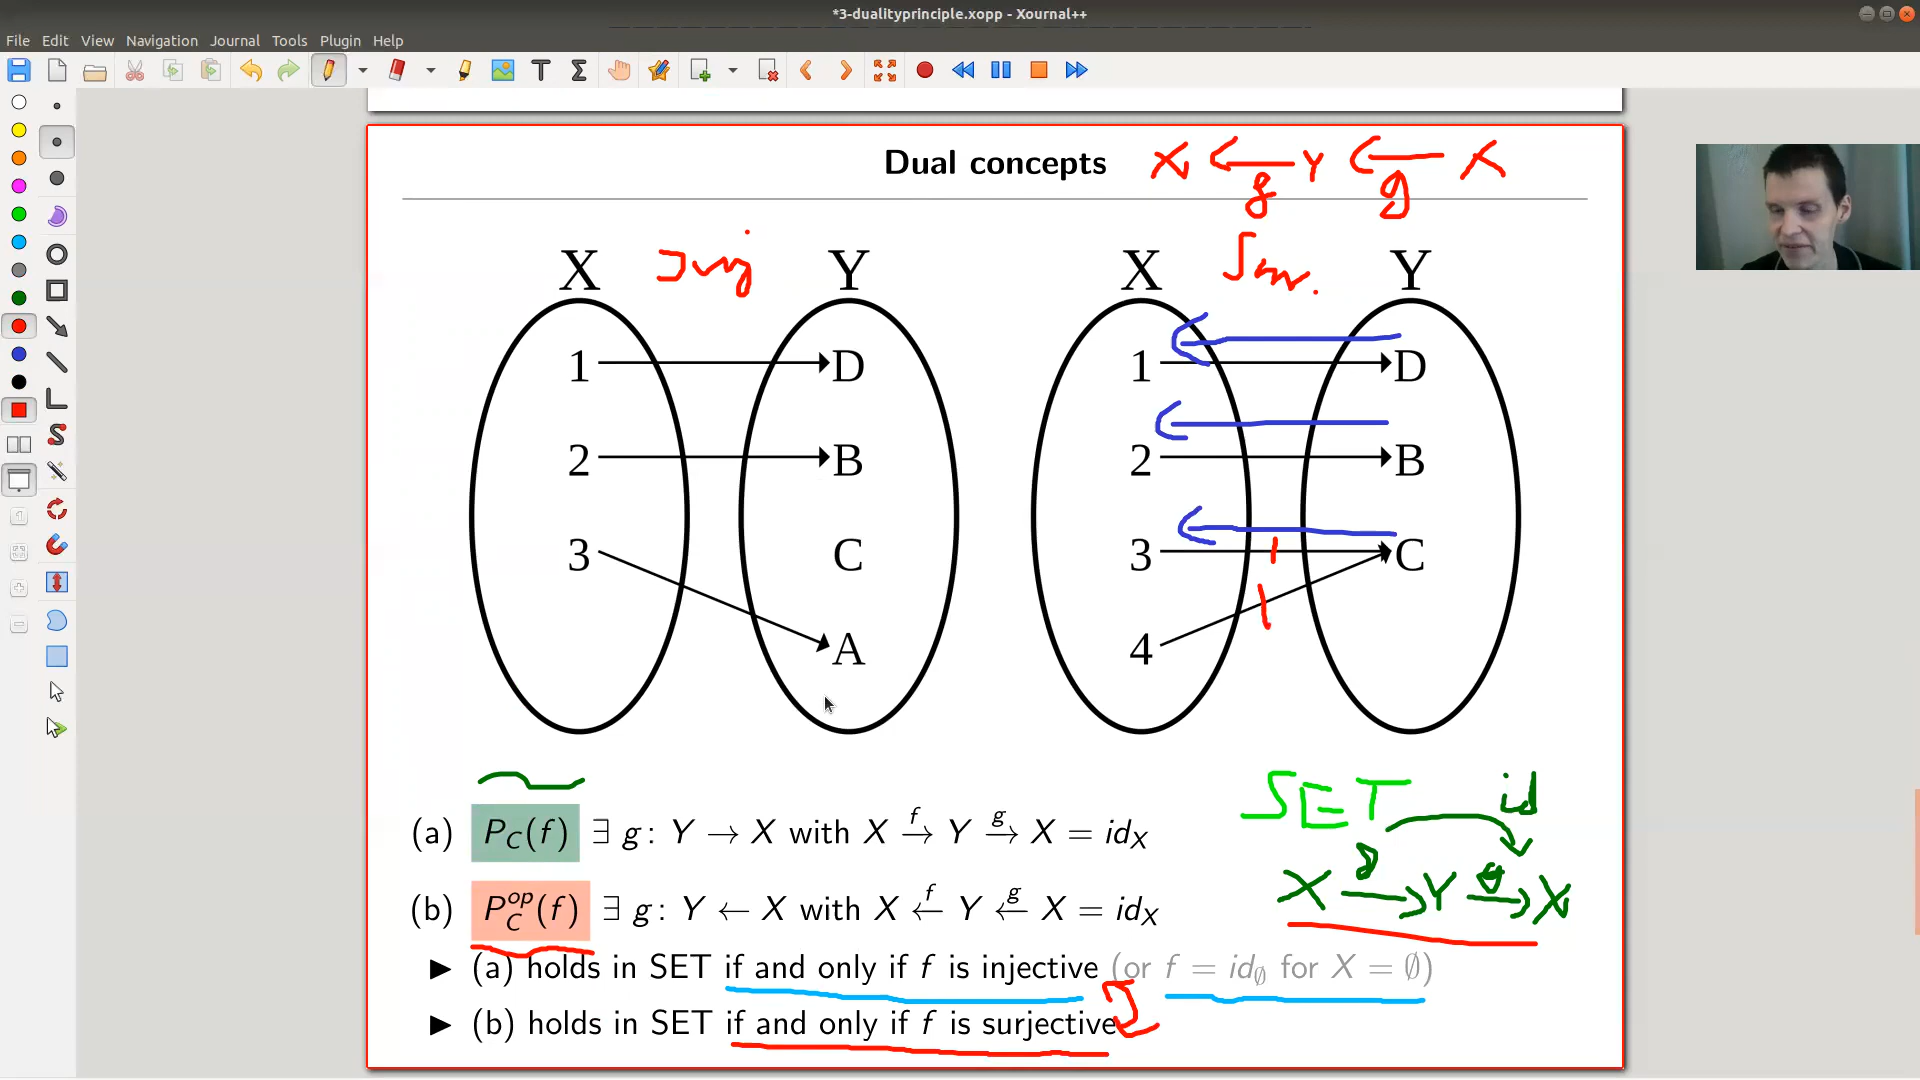 *3-dualityprinciple.xopp - Xournal++
File Edit View Navigation Journal Tools Plugin Help
Dual concepts X ← Y ← X
g g
X Inj Y X Sur. Y
1 D 1 D
2 B 2 B
3 C 3 C
A 4
SET id
(a) P_C(f) ∃ g: Y → X with X →^f Y →^g X = id_X
X → Y → X
(b) P_C^op(f) ∃ g: Y ← X with X ←^f Y ←^g X = id_X
▶ (a) holds in SET if and only if f is injective (or f = id_∅ for X = ∅)
▶ (b) holds in SET if and only if f is surjective